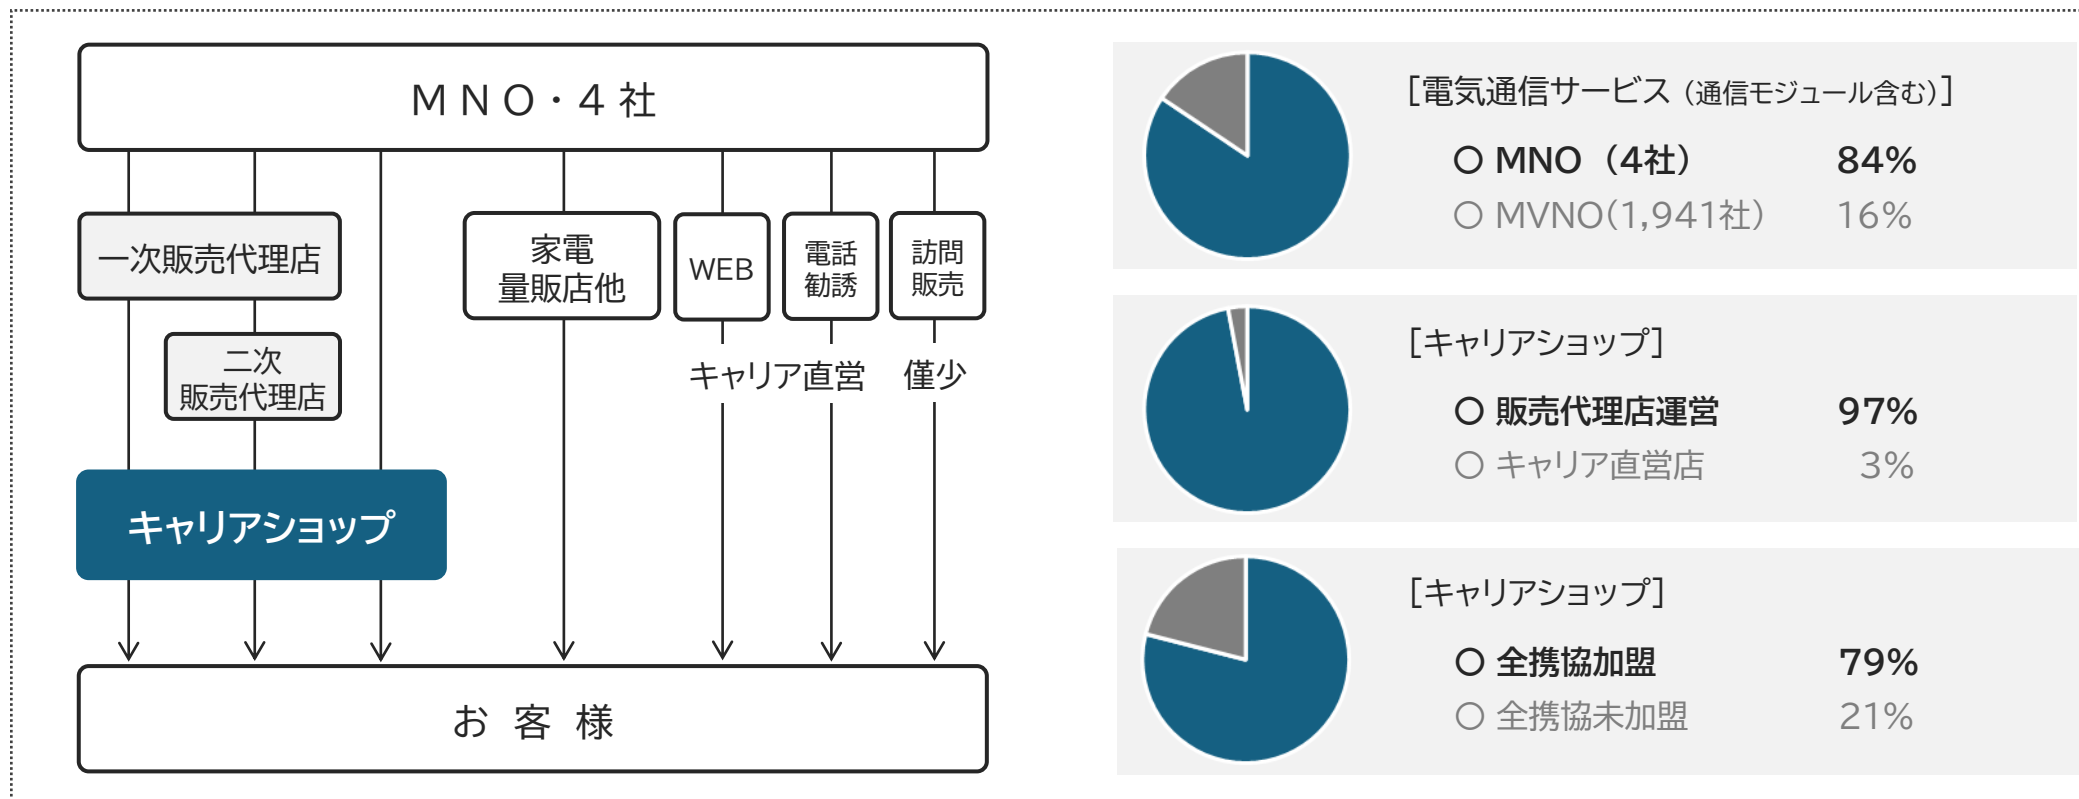 MNO・4社
一次販売代理店
二次
販売代理店
キャリアショップ
家電
量販店他
WEB
電話
勧誘
訪問
販売
キャリア直営
僅少
お客様
[電気通信サービス（通信モジュール含む）]
○ MNO（4社） 84%
○ MVNO(1,941社) 16%
[キャリアショップ]
○ 販売代理店運営 97%
○ キャリア直営店 3%
[キャリアショップ]
○ 全携協加盟 79%
○ 全携協未加盟 21%